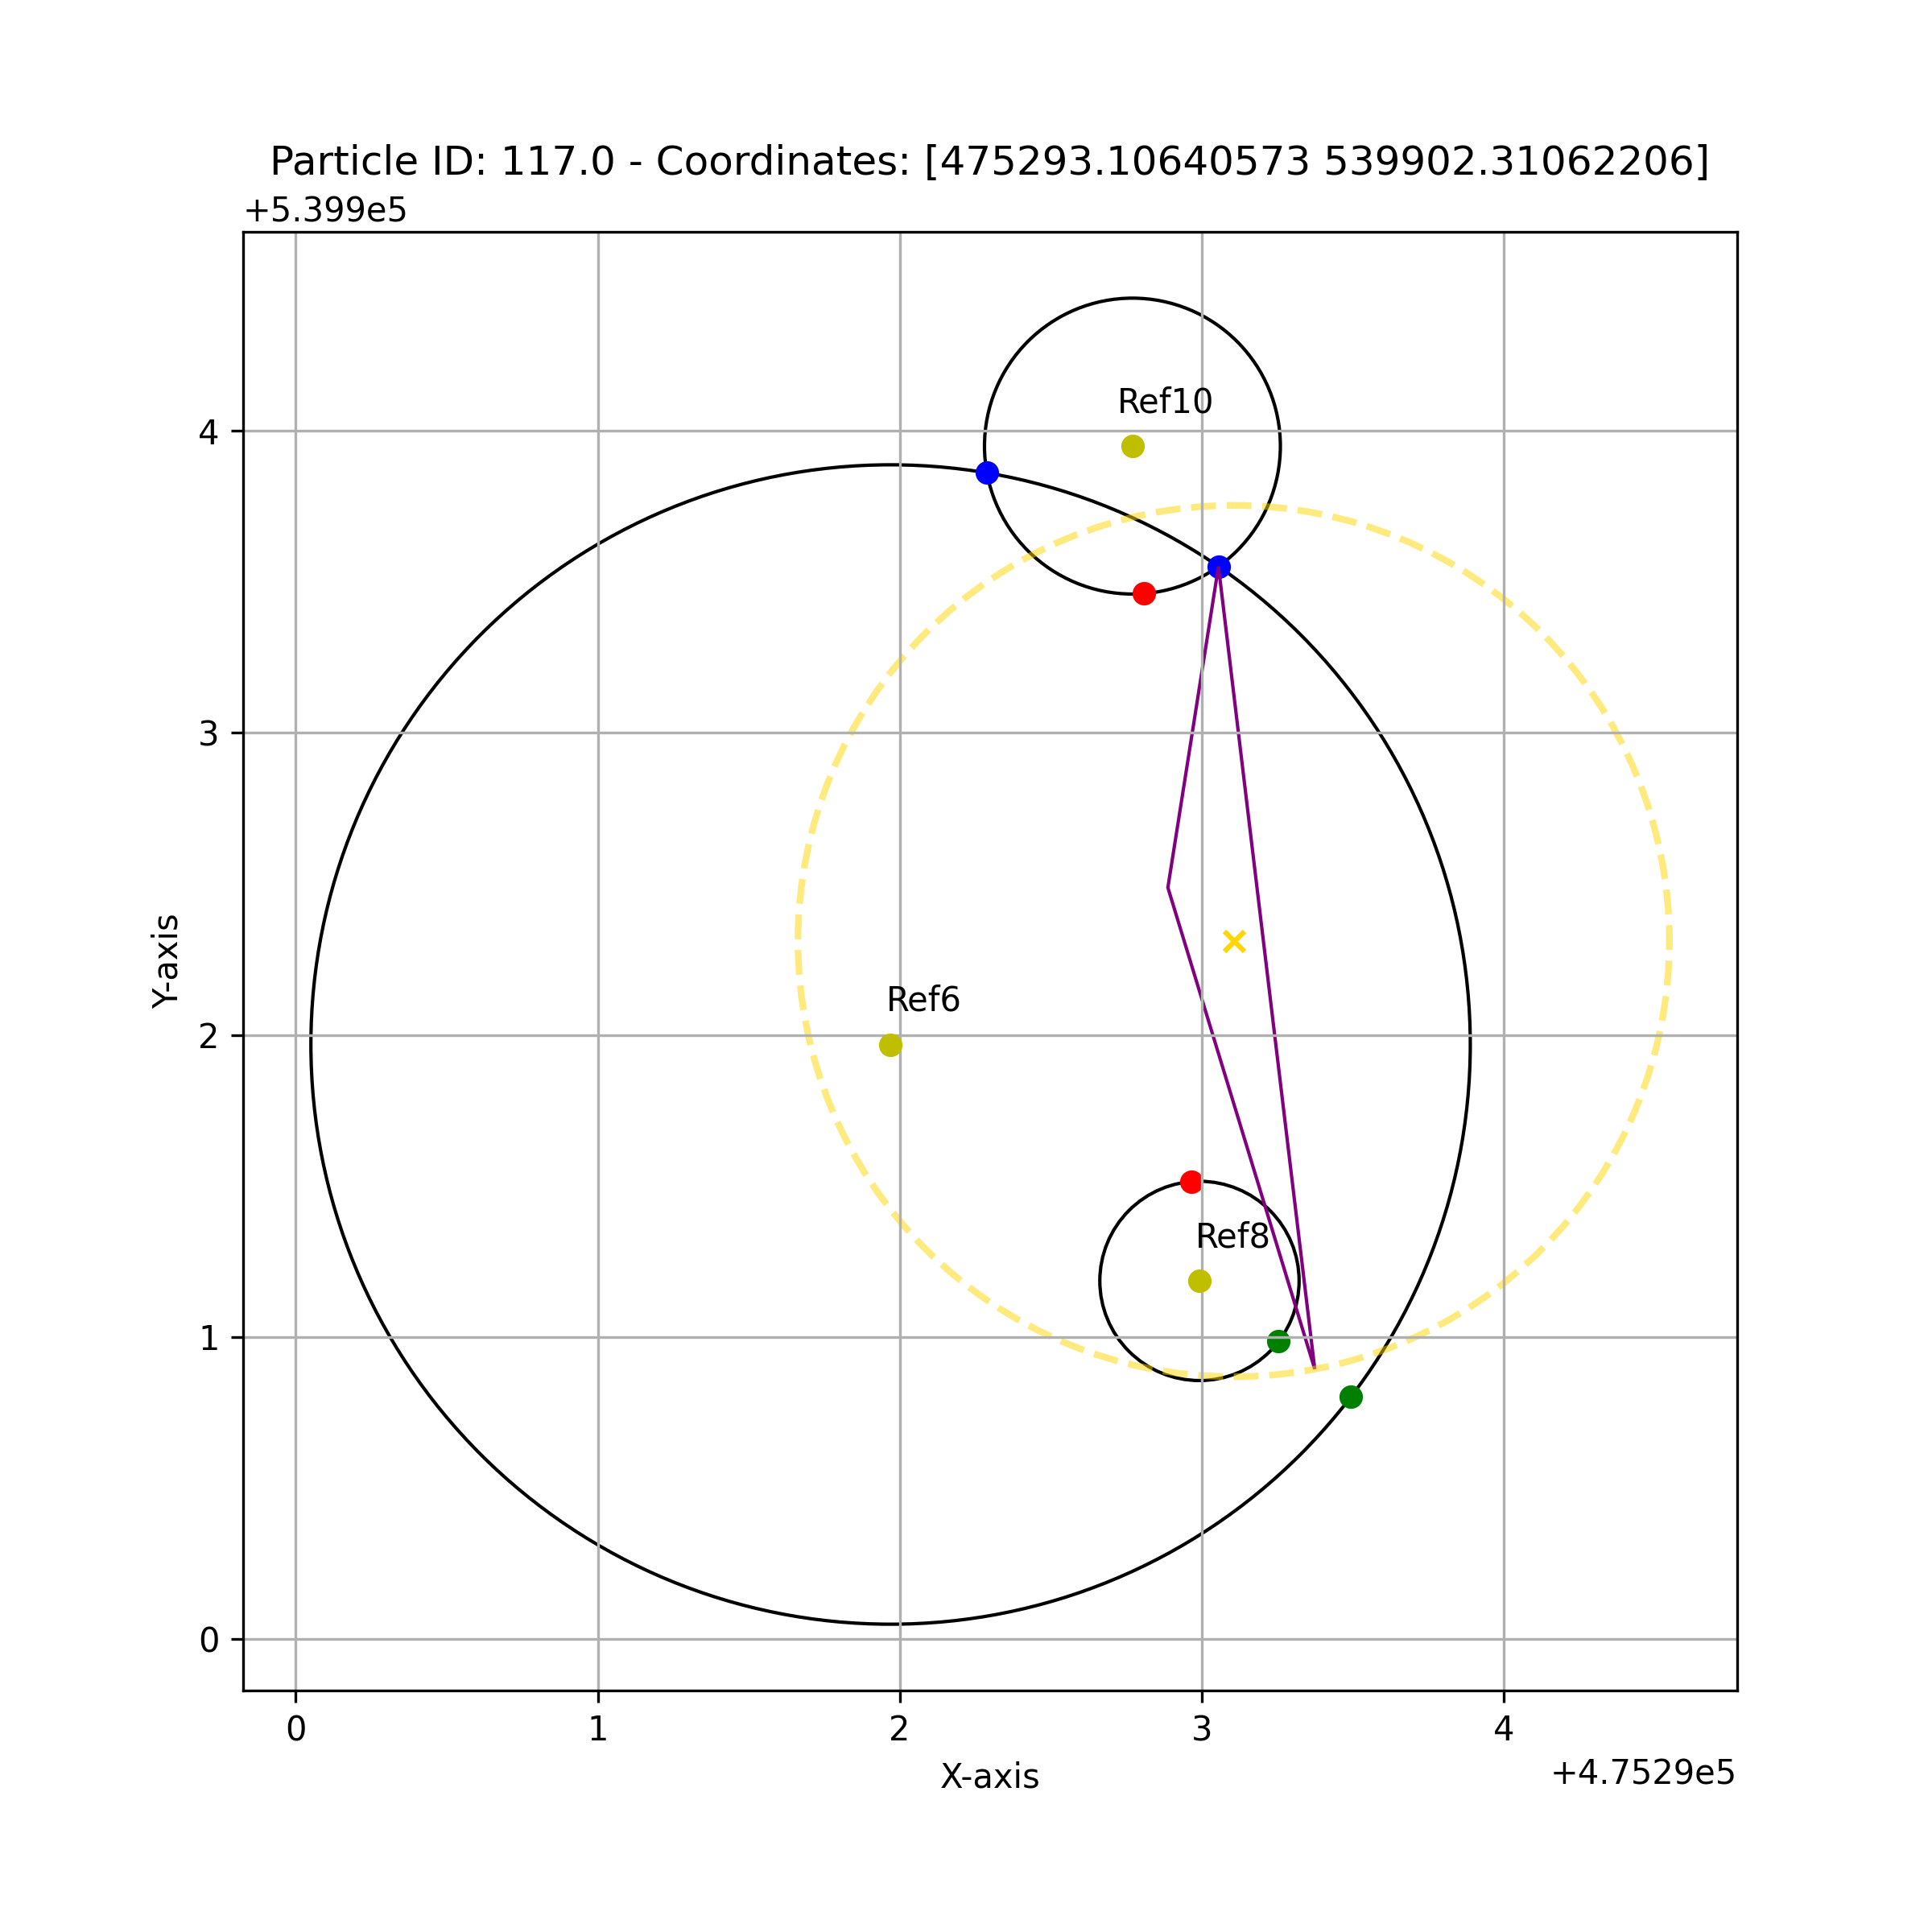 Particle ID: 117.0 - Coordinates: [475293.10640573 539902.31062206]
+5.399e5
Ref10
4
3
Y-axis
Ref6
2
Ref8
1
0
0 1 2 3 4
X-axis
+4.7529e5